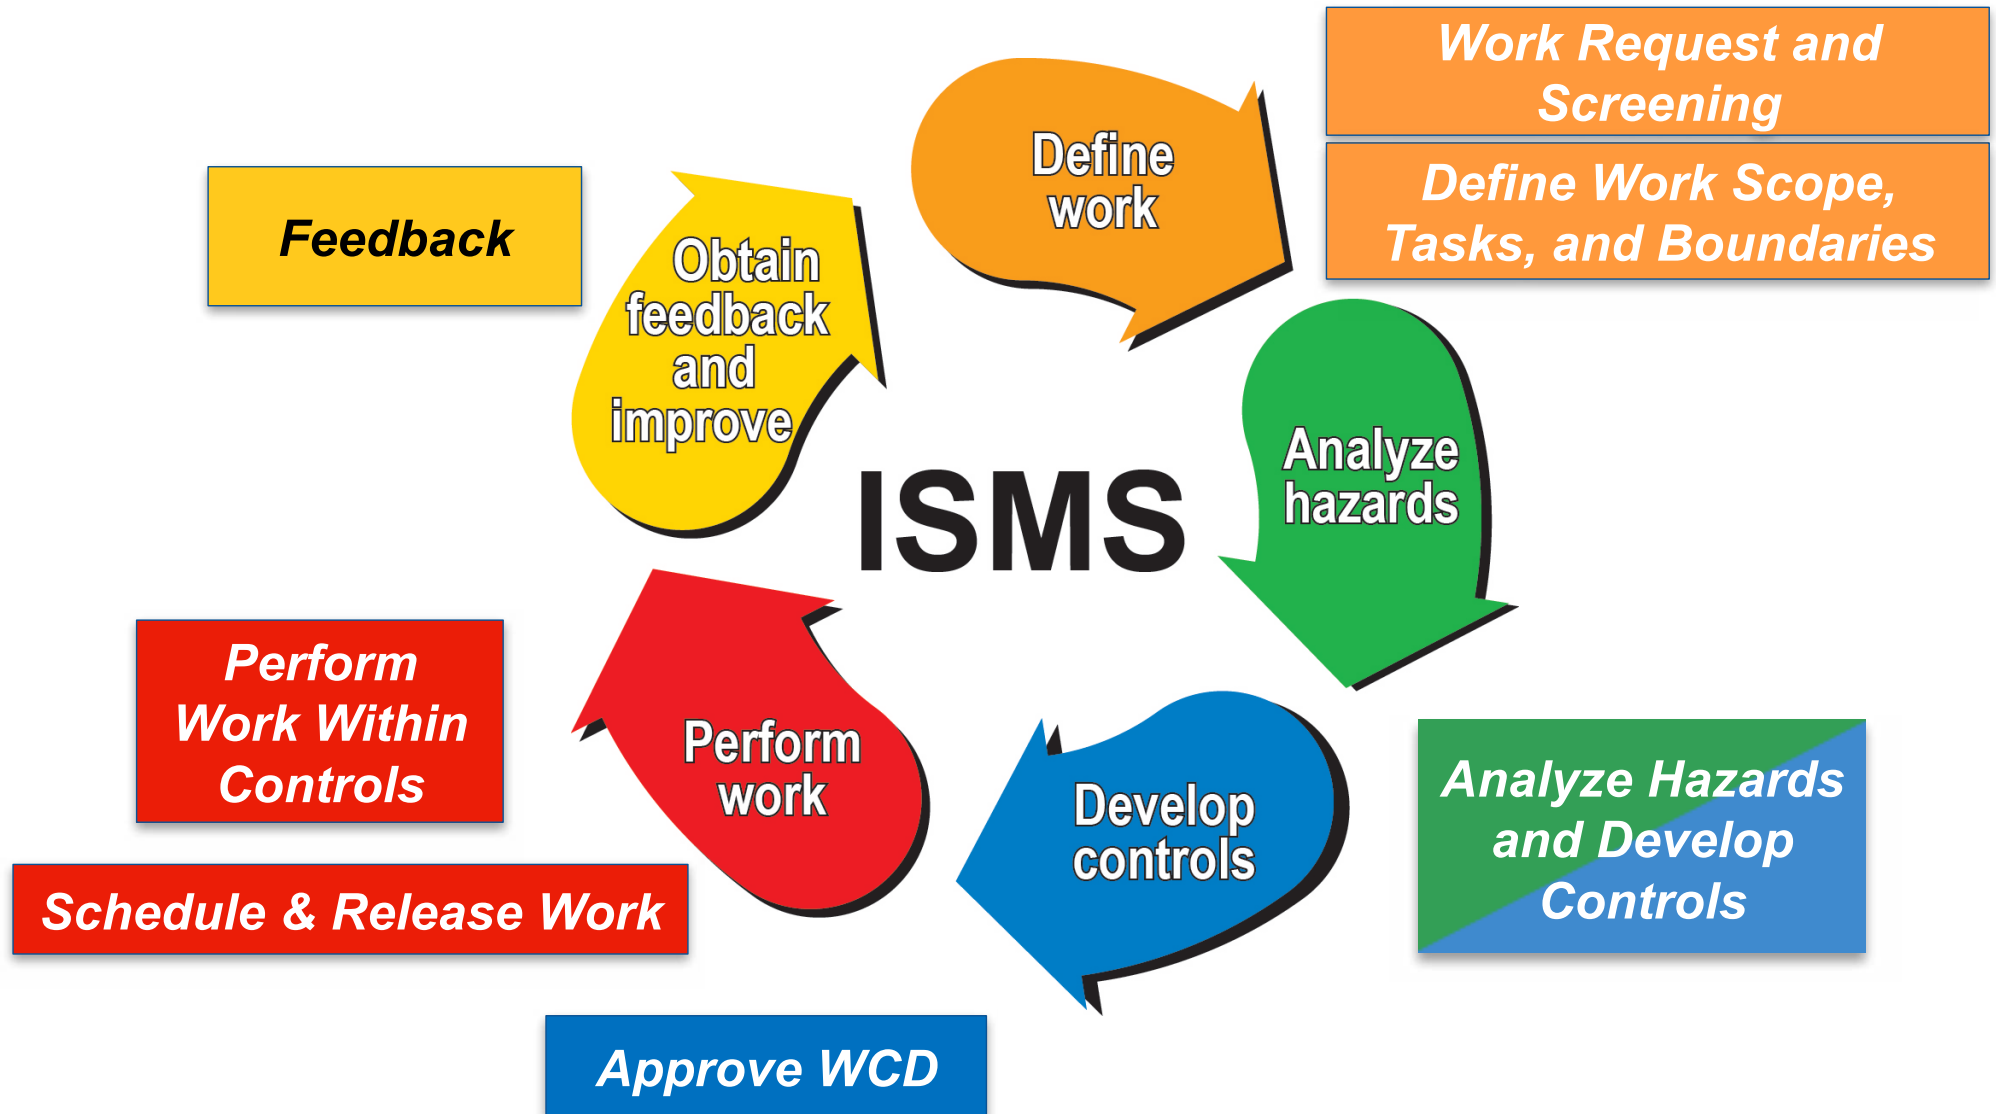 Work Request and
Screening
Define Work Scope,
Tasks, and Boundaries
Define
work
Feedback
Obtain
feedback
and
improve
Analyze
hazards
ISMS
Perform
Work Within
Controls
Perform
work
Develop
controls
Analyze Hazards
and Develop
Controls
Schedule & Release Work
Approve WCD